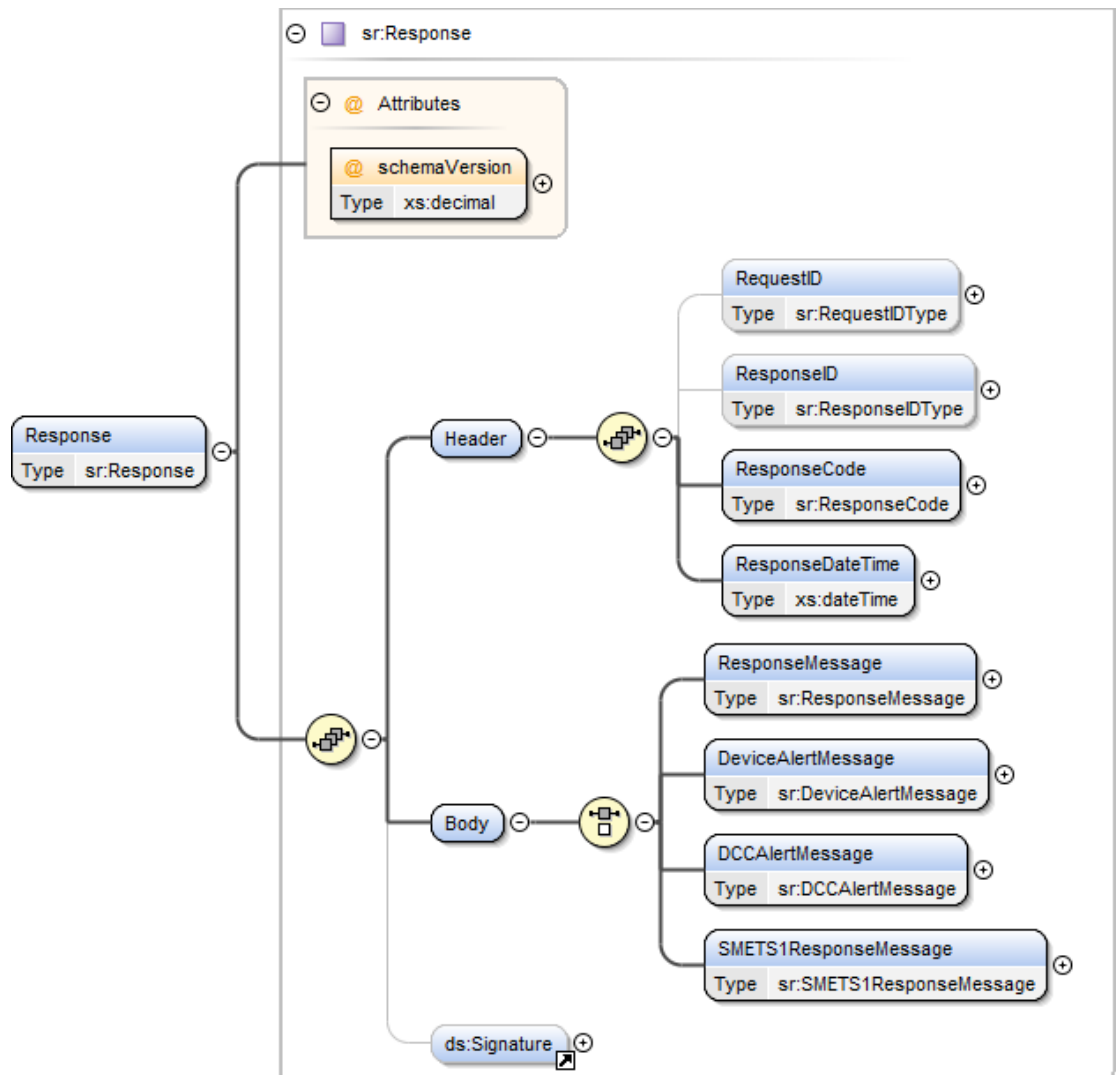 sr:Response
@ Attributes
@ schemaVersion
Type xs:decimal
RequestID
Type sr:RequestIDType
ResponseID
Type sr:ResponseIDType
Response
Type sr:Response
Header
ResponseCode
Type sr:ResponseCode
ResponseDateTime
Type xs:dateTime
ResponseMessage
Type sr:ResponseMessage
DeviceAlertMessage
Type sr:DeviceAlertMessage
Body
DCCAlertMessage
Type sr:DCCAlertMessage
SMETS1ResponseMessage
Type sr:SMETS1ResponseMessage
ds:Signature